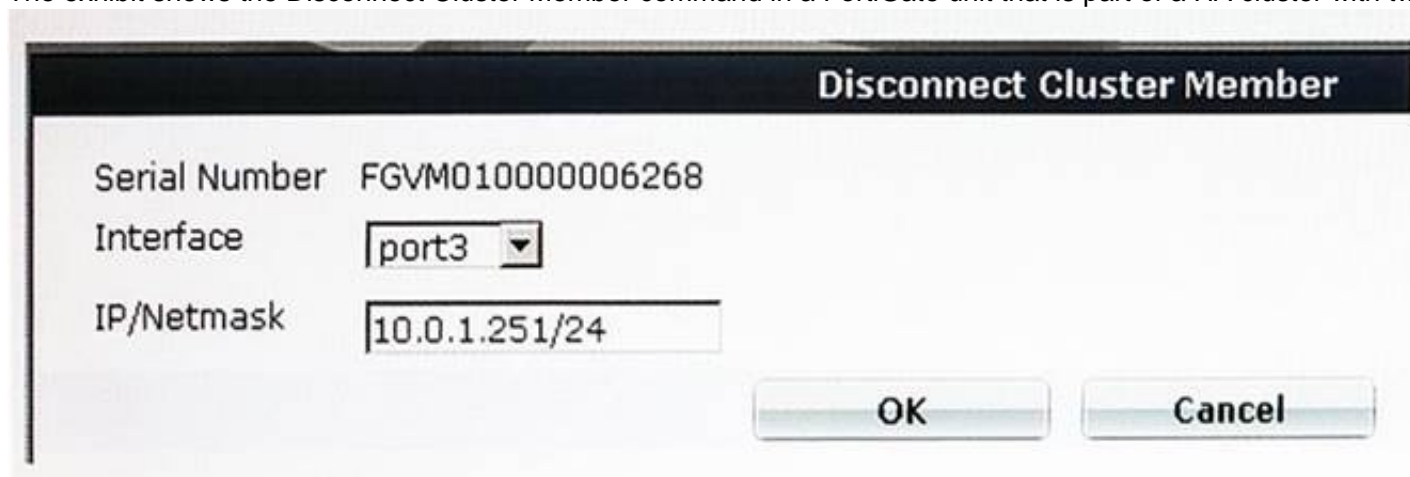 Disconnect Cluster Member
Serial Number FGVM010000006268
Interface port3
IP/Netmask 10.0.1.251/24
OK Cancel